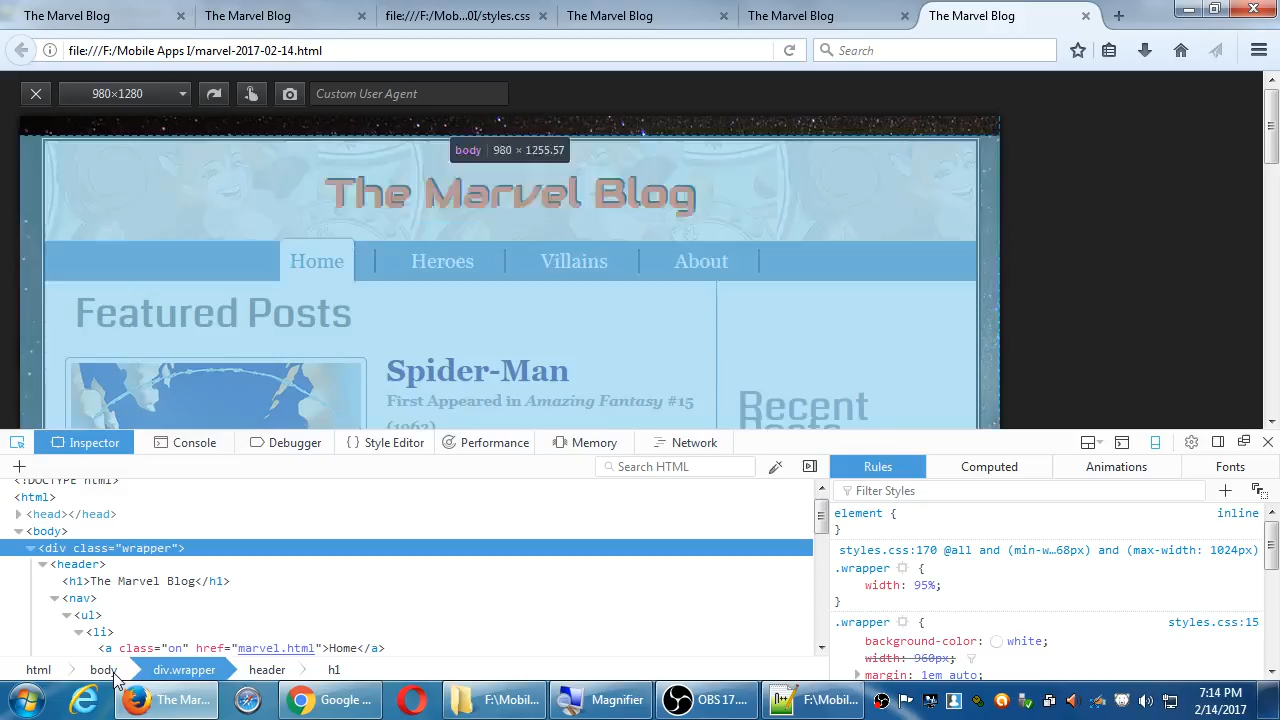 The Marvel Blog
The Marvel Blog
file:///F:/Mob...0I/styles.css
The Marvel Blog
The Marvel Blog
The Marvel Blog
file:///F:/Mobile Apps I/marvel-2017-02-14.html
Search
980×1280
Custom User Agent
body 980 × 1255.57
The Marvel Blog
Home Heroes Villains About
Featured Posts
Spider-Man
First Appeared in Amazing Fantasy #15
(1962)
Recent
Posts
Inspector Console Debugger Style Editor Performance Memory Network
Search HTML
Rules Computed Animations Fonts
<!DOCTYPE html>
<html>
<head></head>
<body>
<div class="wrapper">
<header>
<h1>The Marvel Blog</h1>
<nav>
<ul>
<li>
<a class="on" href="marvel.html">Home</a>
html body div.wrapper header h1
Filter Styles
element { inline
}
styles.css:170 @all and (min-w...68px) and (max-width: 1024px)
.wrapper {
width: 95%;
}
.wrapper { styles.css:15
background-color: white;
width: 960px;
margin: 1em auto;
The Mar... Google ... F:\Mobil... Magnifier OBS 17.... F:\Mobil...
7:14 PM
2/14/2017